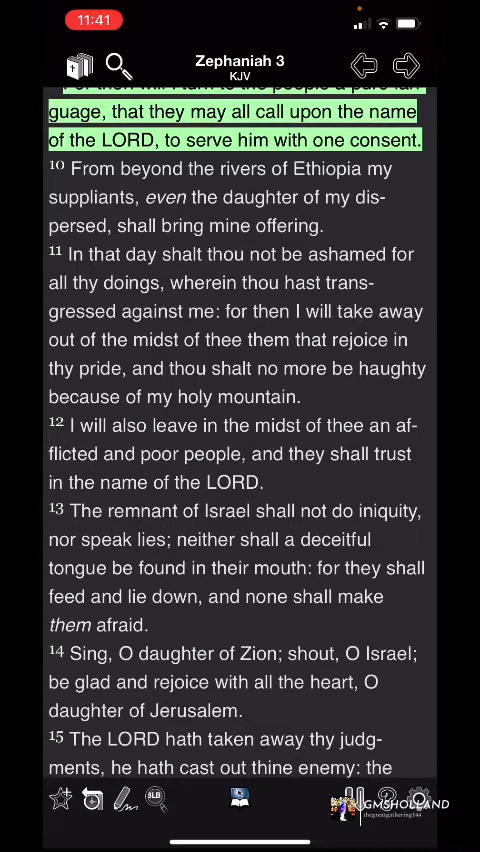 11:41
Zephaniah 3
KJV
guage, that they may all call upon the name
of the LORD, to serve him with one consent.
10 From beyond the rivers of Ethiopia my
suppliants, even the daughter of my dis-
persed, shall bring mine offering.
11 In that day shalt thou not be ashamed for
all thy doings, wherein thou hast trans-
gressed against me: for then I will take away
out of the midst of thee them that rejoice in
thy pride, and thou shalt no more be haughty
because of my holy mountain.
12 I will also leave in the midst of thee an af-
flicted and poor people, and they shall trust
in the name of the LORD.
13 The remnant of Israel shall not do iniquity,
nor speak lies; neither shall a deceitful
tongue be found in their mouth: for they shall
feed and lie down, and none shall make
them afraid.
14 Sing, O daughter of Zion; shout, O Israel;
be glad and rejoice with all the heart, O
daughter of Jerusalem.
15 The LORD hath taken away thy judg-
ments, he hath cast out thine enemy: the
SLB
GMSHOLLAND
thegreatgathering144